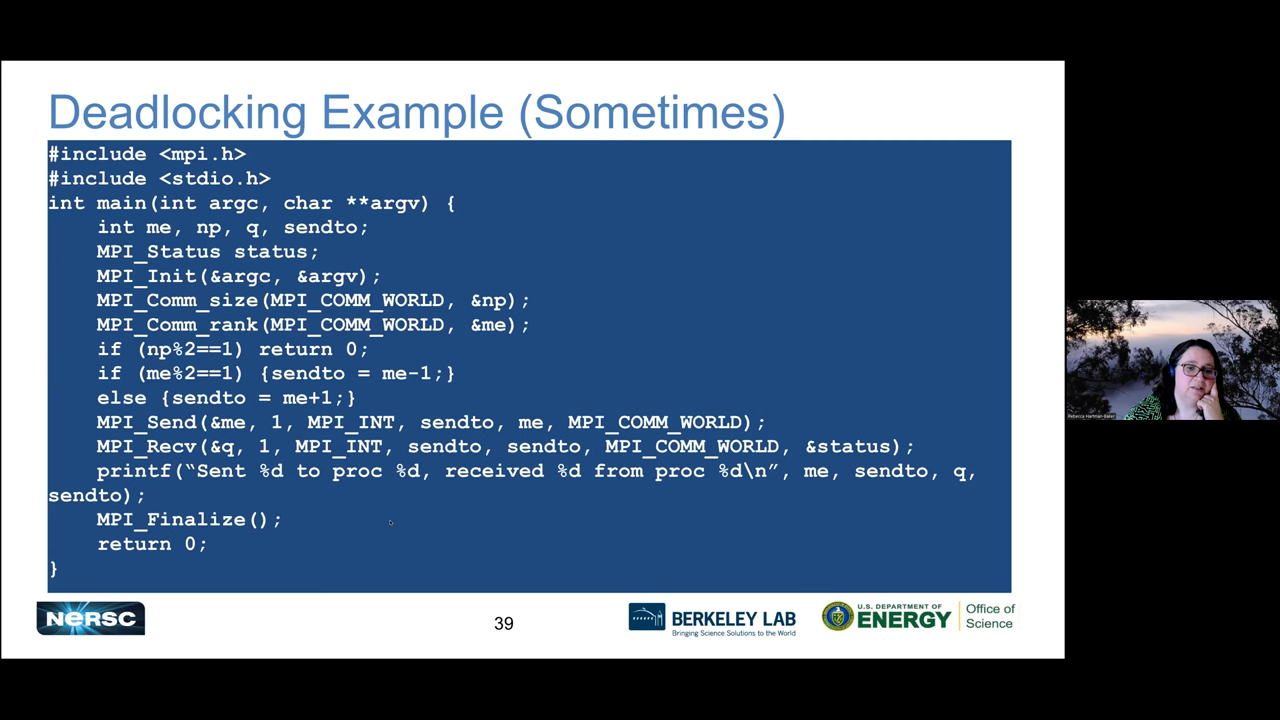 Deadlocking Example (Sometimes)
#include <mpi.h>
#include <stdio.h>
int main(int argc, char **argv) {
int me, np, q, sendto;
MPI_Status status;
MPI_Init(&argc, &argv);
MPI_Comm_size(MPI_COMM_WORLD, &np);
MPI_Comm_rank(MPI_COMM_WORLD, &me);
if (np%2==1) return 0;
if (me%2==1) {sendto = me-1;}
else {sendto = me+1;}
MPI_Send(&me, 1, MPI_INT, sendto, me, MPI_COMM_WORLD);
MPI_Recv(&q, 1, MPI_INT, sendto, sendto, MPI_COMM_WORLD, &status);
printf(“Sent %d to proc %d, received %d from proc %d\n”, me, sendto, q,
sendto);
MPI_Finalize();
return 0;
}
NERSC
39
BERKELEY LAB
Bringing Science Solutions to the World
U.S. DEPARTMENT OF
ENERGY
Office of
Science
Rebecca Hartman-Baker